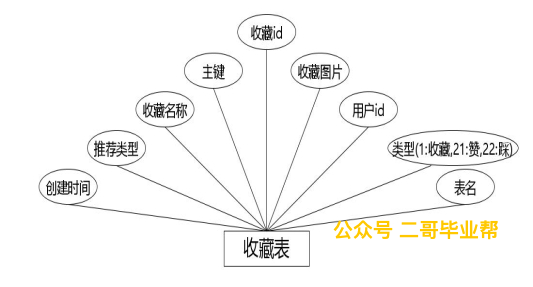 收藏id
主键
收藏图片
收藏名称
用户id
推荐类型
类型(1:收藏,21:赞,22:踩)
创建时间
表名
公众号 二哥毕业帮
收藏表